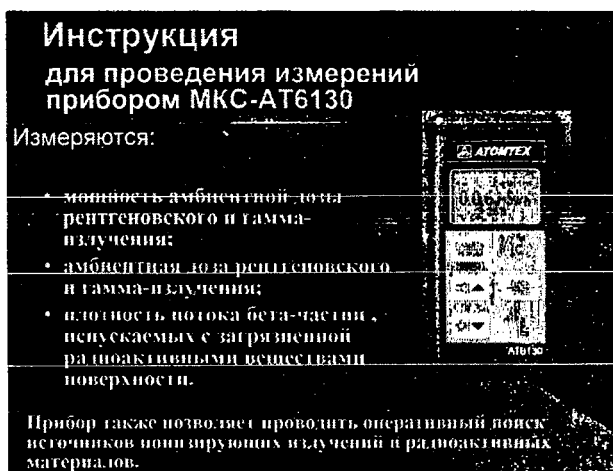 Инструкция
для проведения измерений
прибором МКС-АТ6130
Измеряются:
• мощность амбиентной дозы
рентгеновского и гамма-
излучения;
• амбиентная доза рентгеновского
и гамма-излучения;
• плотность потока бета-частиц ,
испускаемых с загрязненной
радиоактивными веществами
поверхности.
ATOMTEX
AT6130
Прибор также позволяет проводить оперативный поиск
источников ионизирующих излучений и радиоактивных
материалов.